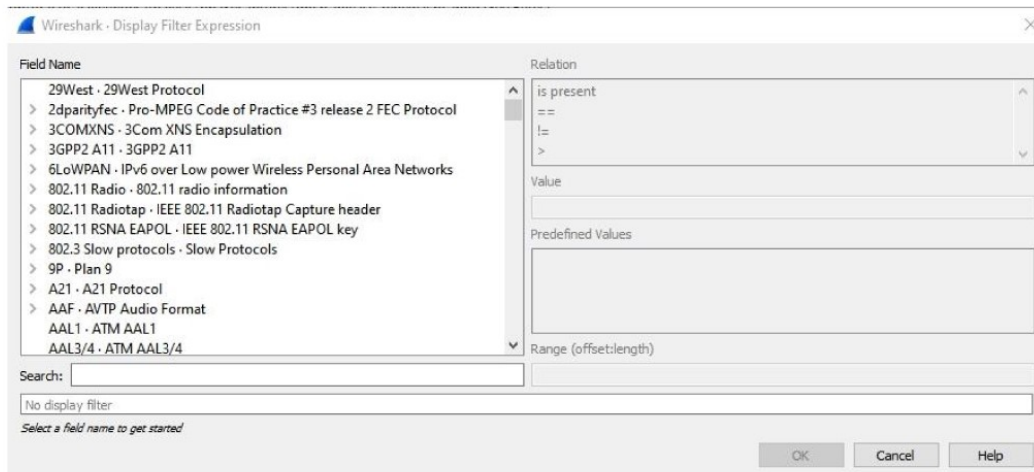 Wireshark · Display Filter Expression
Field Name
29West · 29West Protocol
2dparityfec · Pro-MPEG Code of Practice #3 release 2 FEC Protocol
3COMXNS · 3Com XNS Encapsulation
3GPP2 A11 · 3GPP2 A11
6LoWPAN · IPv6 over Low power Wireless Personal Area Networks
802.11 Radio · 802.11 radio information
802.11 Radiotap · IEEE 802.11 Radiotap Capture header
802.11 RSNA EAPOL · IEEE 802.11 RSNA EAPOL key
802.3 Slow protocols · Slow Protocols
9P · Plan 9
A21 · A21 Protocol
AAF · AVTP Audio Format
AAL1 · ATM AAL1
AAL3/4 · ATM AAL3/4
Search:
No display filter
Select a field name to get started
Relation
is present
==
!=
>
Value
Predefined Values
Range (offset:length)
OK
Cancel
Help